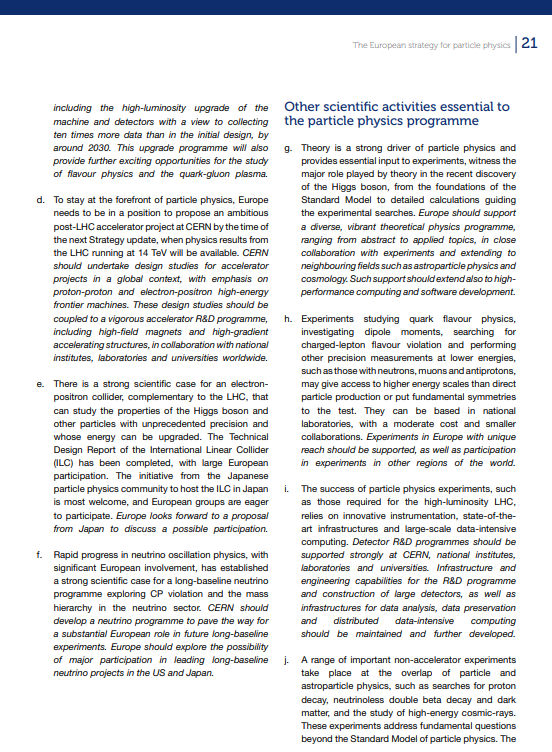 The European strategy for particle physics 21
including the high-luminosity upgrade of the
machine and detectors with a view to collecting
ten times more data than in the initial design, by
around 2030. This upgrade programme will also
provide further exciting opportunities for the study
of flavour physics and the quark-gluon plasma.
d. To stay at the forefront of particle physics, Europe
needs to be in a position to propose an ambitious
post-LHC accelerator project at CERN by the time of
the next Strategy update, when physics results from
the LHC running at 14 TeV will be available. CERN
should undertake design studies for accelerator
projects in a global context, with emphasis on
proton-proton and electron-positron high-energy
frontier machines. These design studies should be
coupled to a vigorous accelerator R&D programme,
including high-field magnets and high-gradient
accelerating structures, in collaboration with national
institutes, laboratories and universities worldwide.
e. There is a strong scientific case for an electron-
positron collider, complementary to the LHC, that
can study the properties of the Higgs boson and
other particles with unprecedented precision and
whose energy can be upgraded. The Technical
Design Report of the International Linear Collider
(ILC) has been completed, with large European
participation. The initiative from the Japanese
particle physics community to host the ILC in Japan
is most welcome, and European groups are eager
to participate. Europe looks forward to a proposal
from Japan to discuss a possible participation.
f. Rapid progress in neutrino oscillation physics, with
significant European involvement, has established
a strong scientific case for a long-baseline neutrino
programme exploring CP violation and the mass
hierarchy in the neutrino sector. CERN should
develop a neutrino programme to pave the way for
a substantial European role in future long-baseline
experiments. Europe should explore the possibility
of major participation in leading long-baseline
neutrino projects in the US and Japan.
Other scientific activities essential to
the particle physics programme
g. Theory is a strong driver of particle physics and
provides essential input to experiments, witness the
major role played by theory in the recent discovery
of the Higgs boson, from the foundations of the
Standard Model to detailed calculations guiding
the experimental searches. Europe should support
a diverse, vibrant theoretical physics programme,
ranging from abstract to applied topics, in close
collaboration with experiments and extending to
neighbouring fields such as astroparticle physics and
cosmology. Such support should extend also to high-
performance computing and software development.
h. Experiments studying quark flavour physics,
investigating dipole moments, searching for
charged-lepton flavour violation and performing
other precision measurements at lower energies,
such as those with neutrons, muons and antiprotons,
may give access to higher energy scales than direct
particle production or put fundamental symmetries
to the test. They can be based in national
laboratories, with a moderate cost and smaller
collaborations. Experiments in Europe with unique
reach should be supported, as well as participation
in experiments in other regions of the world.
i. The success of particle physics experiments, such
as those required for the high-luminosity LHC,
relies on innovative instrumentation, state-of-the-
art infrastructures and large-scale data-intensive
computing. Detector R&D programmes should be
supported strongly at CERN, national institutes,
laboratories and universities. Infrastructure and
engineering capabilities for the R&D programme
and construction of large detectors, as well as
infrastructures for data analysis, data preservation
and distributed data-intensive computing
should be maintained and further developed.
j. A range of important non-accelerator experiments
take place at the overlap of particle and
astroparticle physics, such as searches for proton
decay, neutrinoless double beta decay and dark
matter, and the study of high-energy cosmic-rays.
These experiments address fundamental questions
beyond the Standard Model of particle physics. The